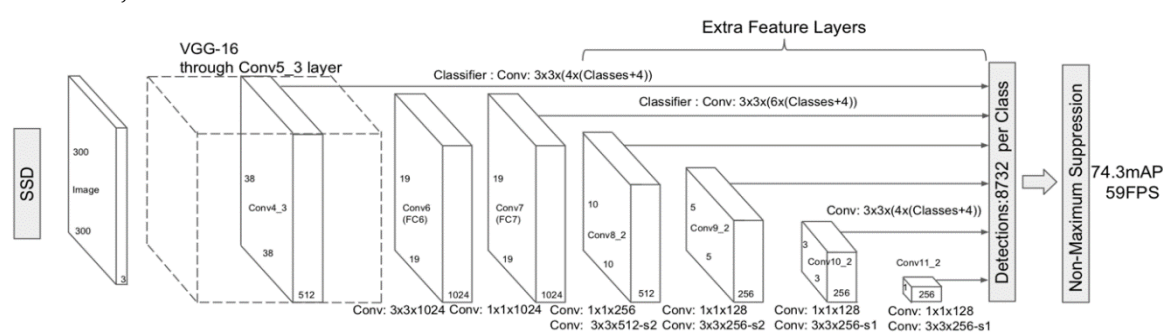 Extra Feature Layers
VGG-16
through Conv5_3 layer
Classifier : Conv: 3x3x(4x(Classes+4))
Classifier : Conv: 3x3x(6x(Classes+4))
SSD
300
Image
300
3
38
Conv4_3
38
512
19
Conv6
(FC6)
19
1024
19
Conv7
(FC7)
19
1024
10
Conv8_2
10
512
5
Conv9_2
5
256
Conv: 3x3x(4x(Classes+4))
3
Conv10_2
3
256
Conv11_2
1
256
Detections:8732 per Class
Non-Maximum Suppression
74.3mAP
59FPS
Conv: 3x3x1024
Conv: 1x1x1024
Conv: 1x1x256
Conv: 3x3x512-s2
Conv: 1x1x128
Conv: 3x3x256-s2
Conv: 1x1x128
Conv: 3x3x256-s1
Conv: 1x1x128
Conv: 3x3x256-s1